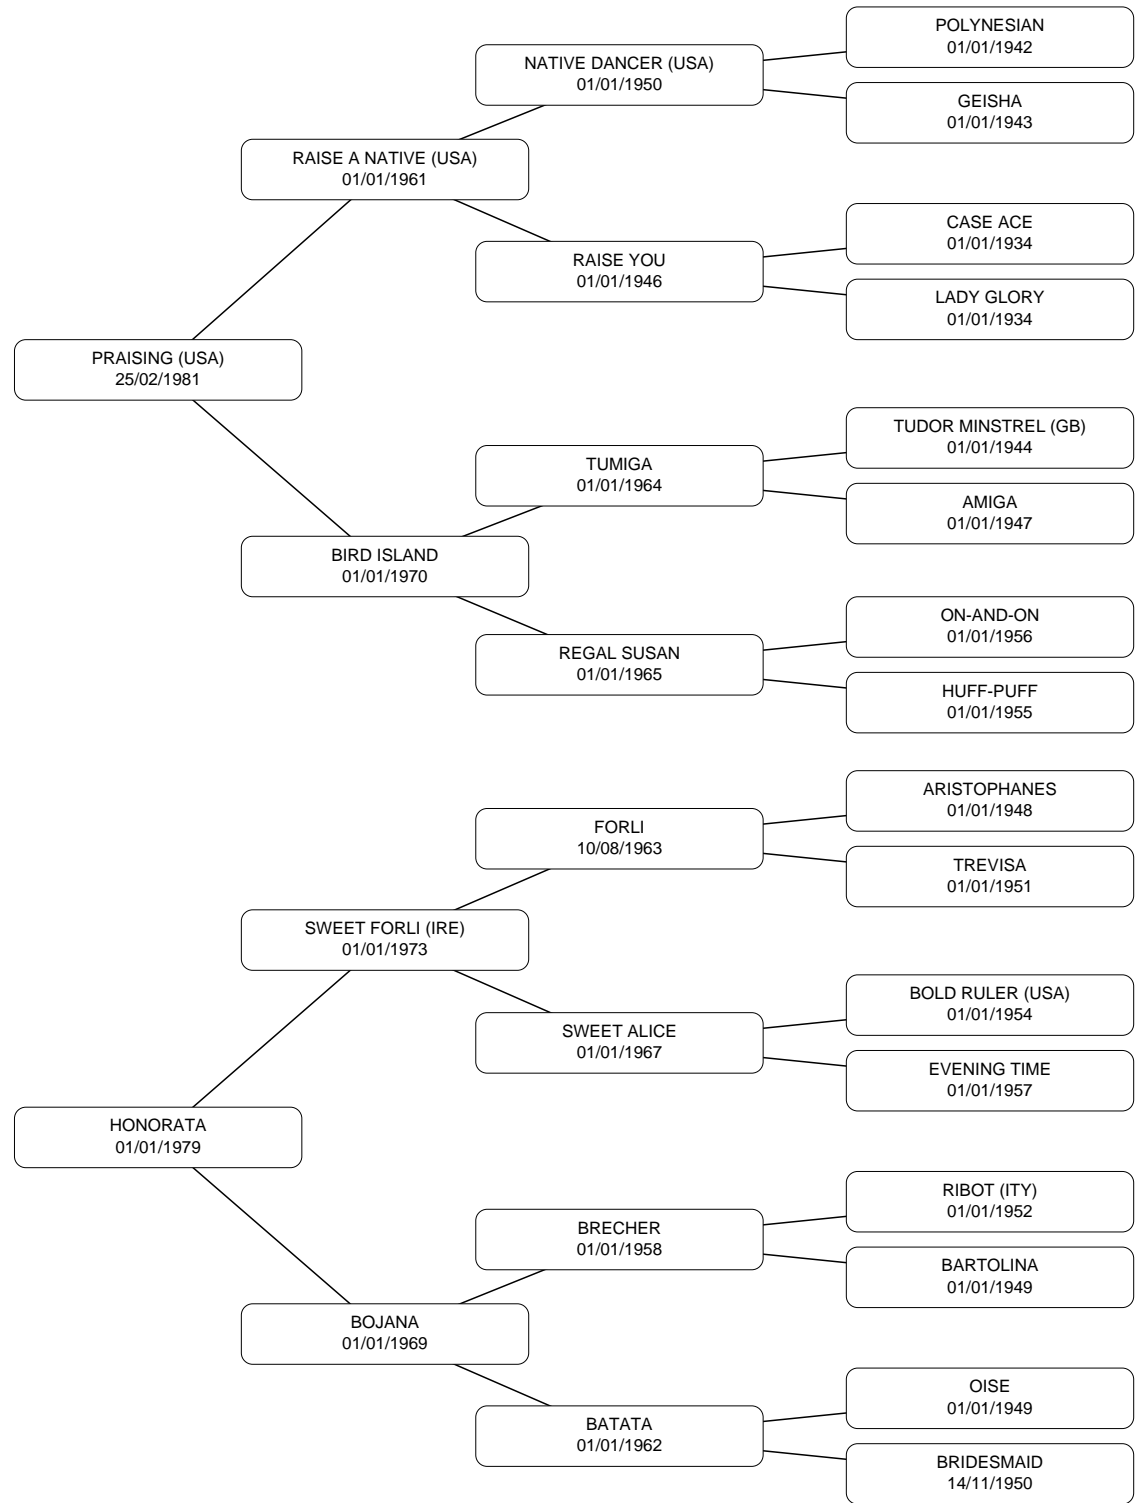 POLYNESIAN
01/01/1942
NATIVE DANCER (USA)
01/01/1950
GEISHA
01/01/1943
RAISE A NATIVE (USA)
01/01/1961
CASE ACE
01/01/1934
RAISE YOU
01/01/1946
LADY GLORY
01/01/1934
PRAISING (USA)
25/02/1981
TUDOR MINSTREL (GB)
01/01/1944
TUMIGA
01/01/1964
AMIGA
01/01/1947
BIRD ISLAND
01/01/1970
ON-AND-ON
01/01/1956
REGAL SUSAN
01/01/1965
HUFF-PUFF
01/01/1955
ARISTOPHANES
01/01/1948
FORLI
10/08/1963
TREVISA
01/01/1951
SWEET FORLI (IRE)
01/01/1973
BOLD RULER (USA)
01/01/1954
SWEET ALICE
01/01/1967
EVENING TIME
01/01/1957
HONORATA
01/01/1979
RIBOT (ITY)
01/01/1952
BRECHER
01/01/1958
BARTOLINA
01/01/1949
BOJANA
01/01/1969
OISE
01/01/1949
BATATA
01/01/1962
BRIDESMAID
14/11/1950